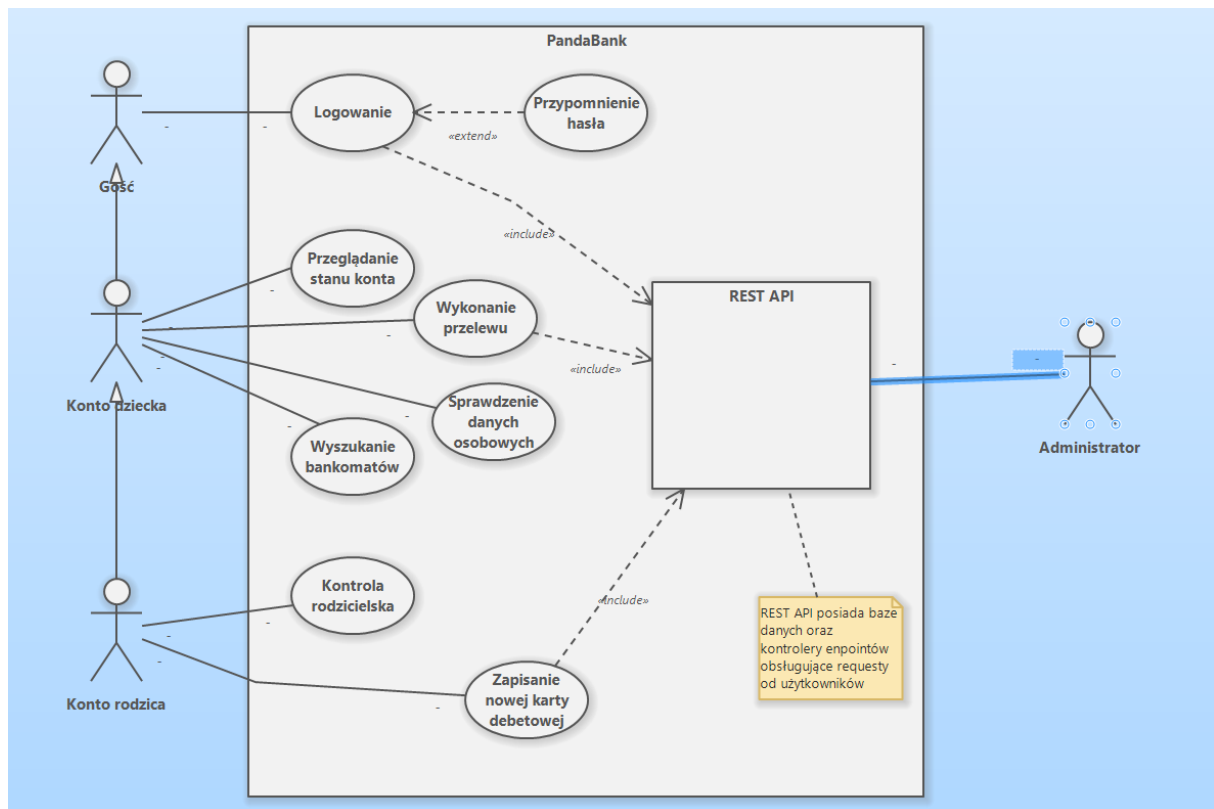 PandaBank
Logowanie
Przypomnienie
hasła
«extend»
Gość
«include»
Przeglądanie
stanu konta
Wykonanie
przelewu
«include»
REST API
Konto dziecka
Sprawdzenie
danych
osobowych
Wyszukanie
bankomatów
Administrator
Kontrola
rodzicielska
«include»
REST API posiada baze
danych oraz
kontrolery enpointów
obsługujące requesty
od użytkowników
Zapisanie
nowej karty
debetowej
Konto rodzica